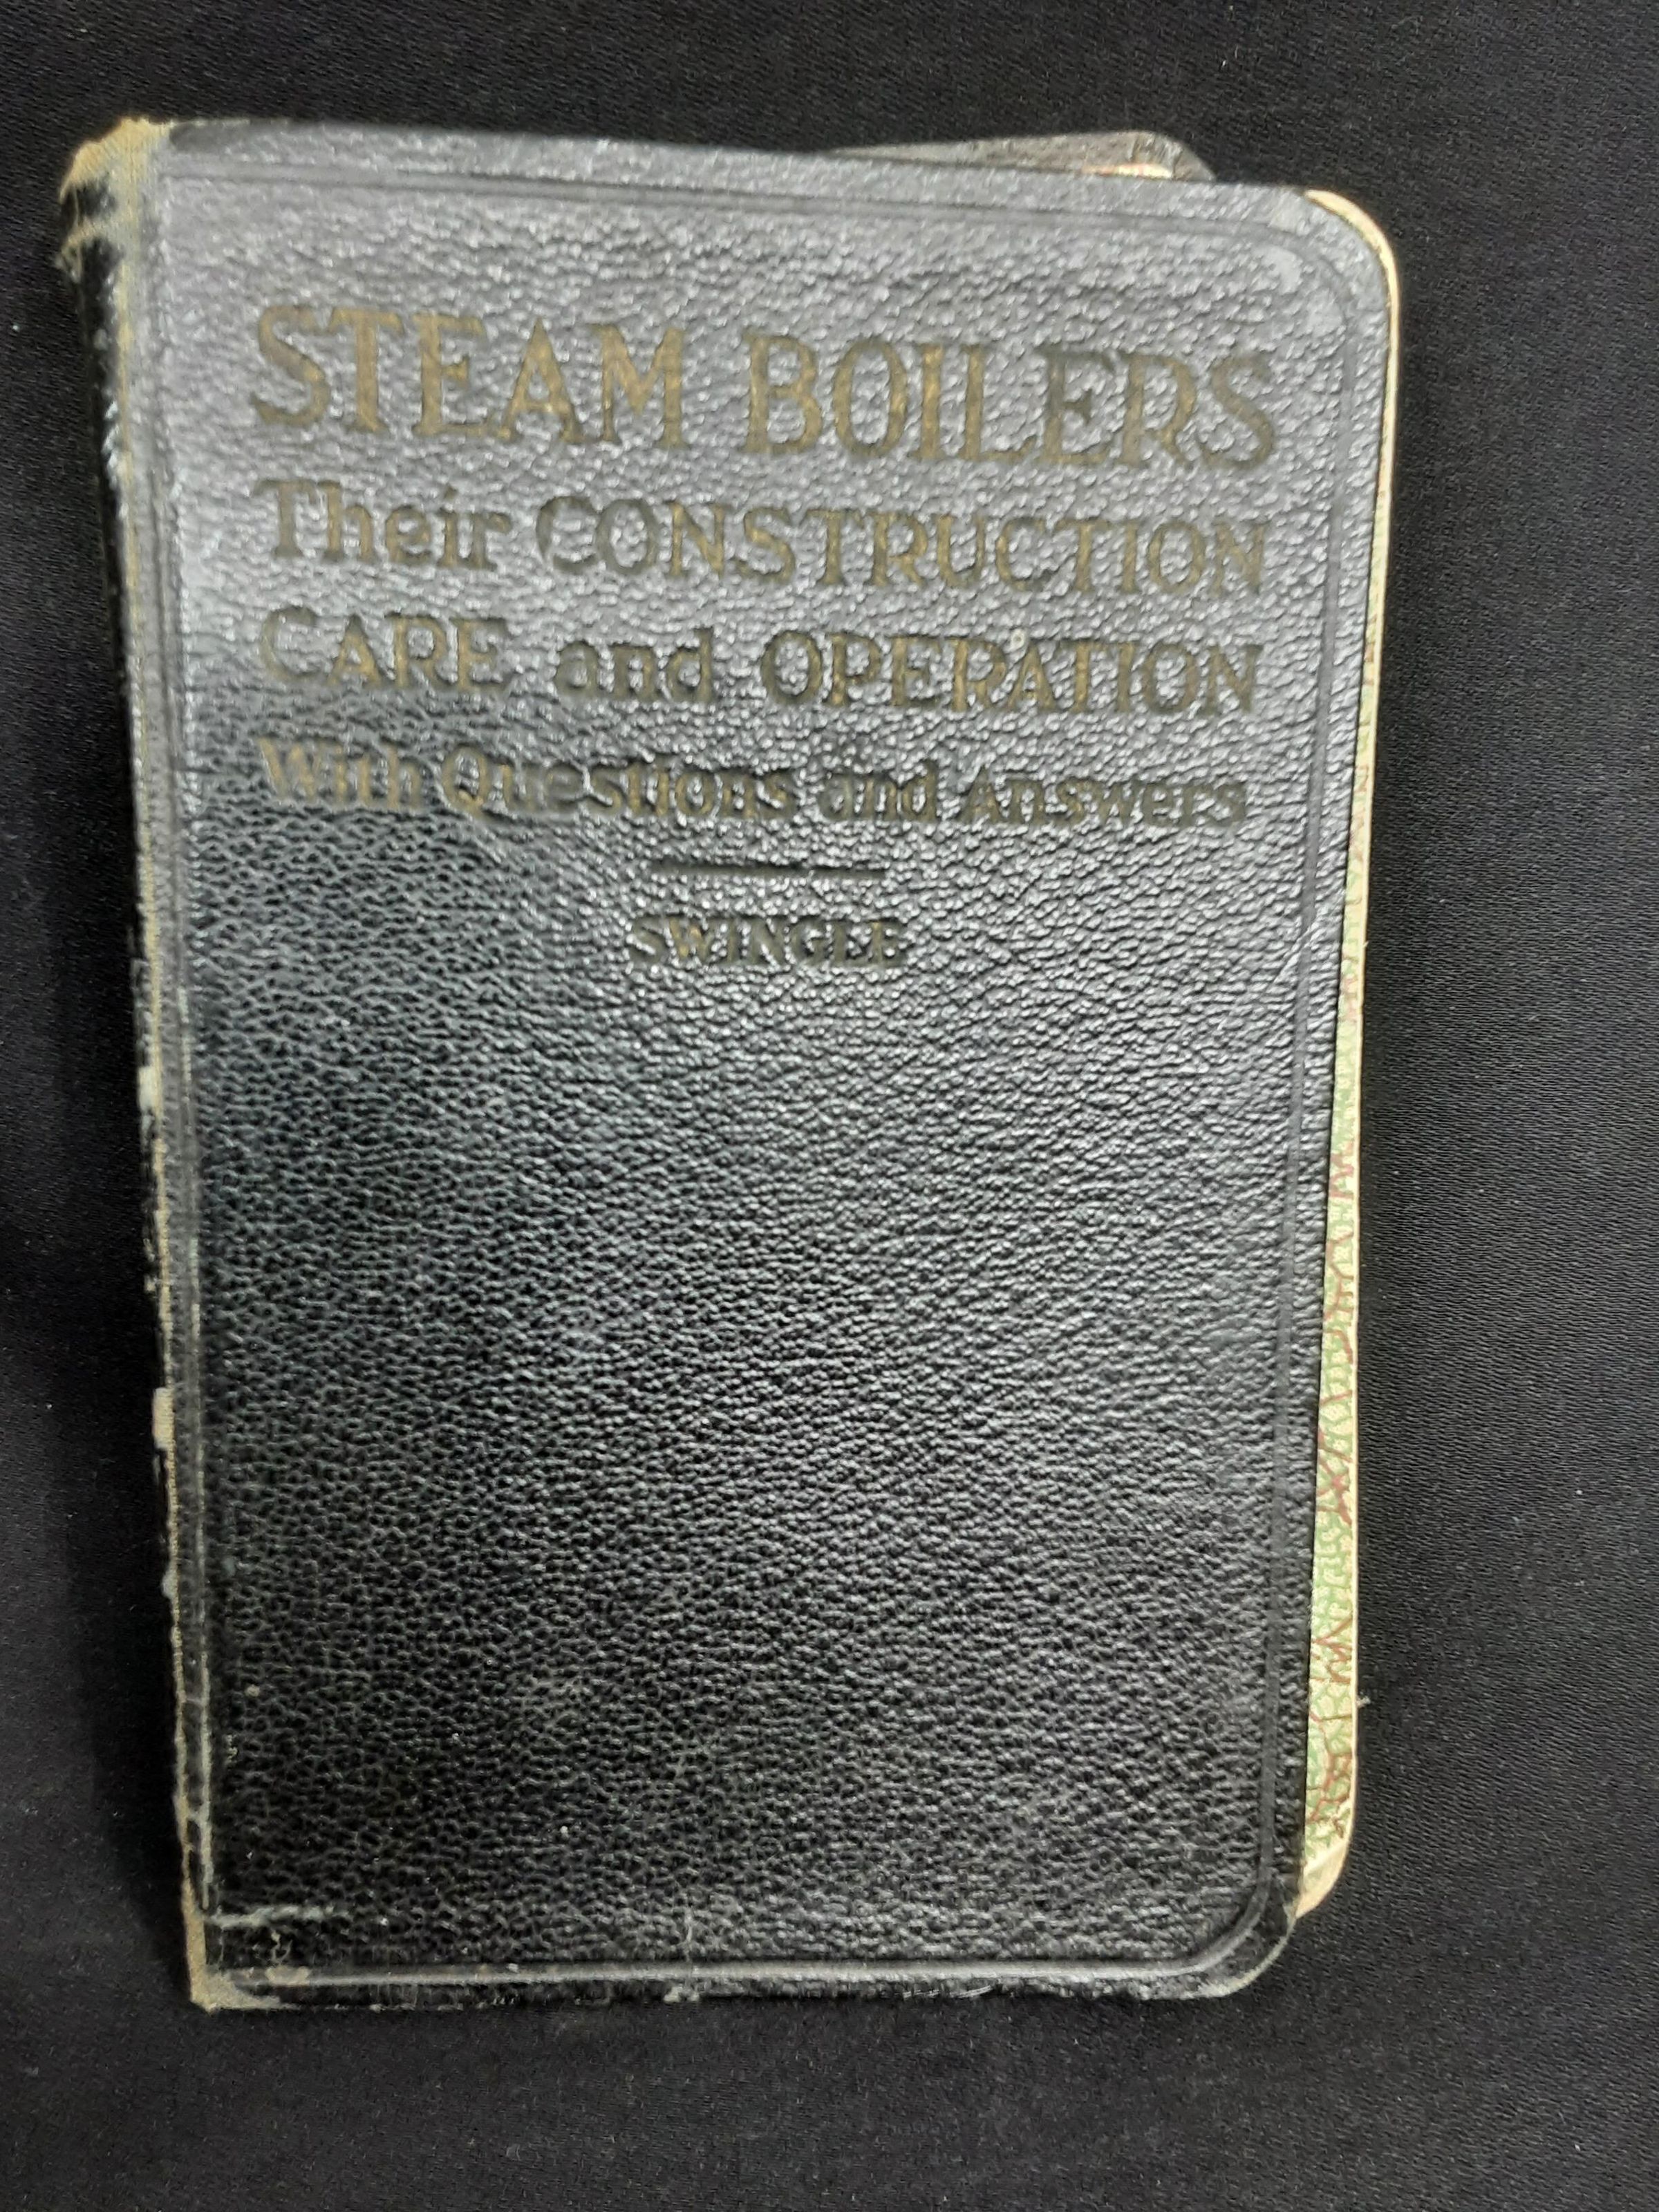 STEAM BOILERS
Their CONSTRUCTION
CARE and OPERATION
With Questions and Answers
SWINGLE